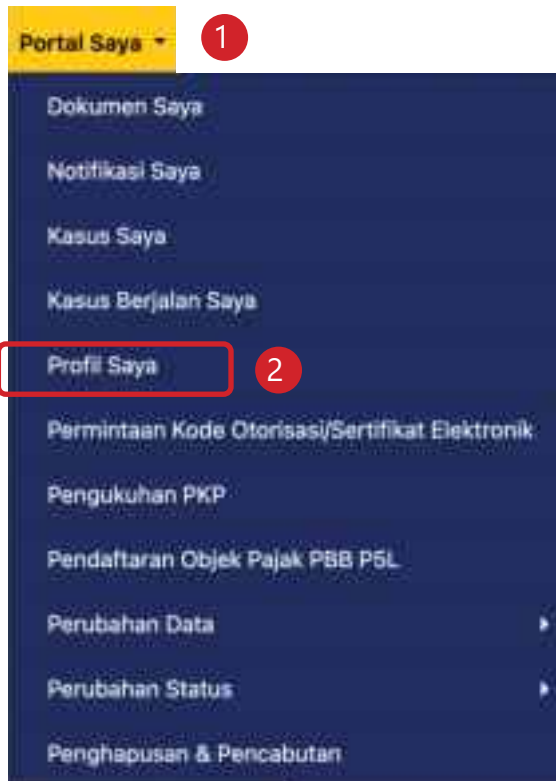 Portal Saya 1
Dokumen Saya
Notifikasi Saya
Kasus Saya
Kasus Berjalan Saya
Profil Saya 2
Permintaan Kode Otorisasi/Sertifikat Elektronik
Pengukuhan PKP
Pendaftaran Objek Pajak PBB P5L
Perubahan Data
Perubahan Status
Penghapusan & Pencabutan